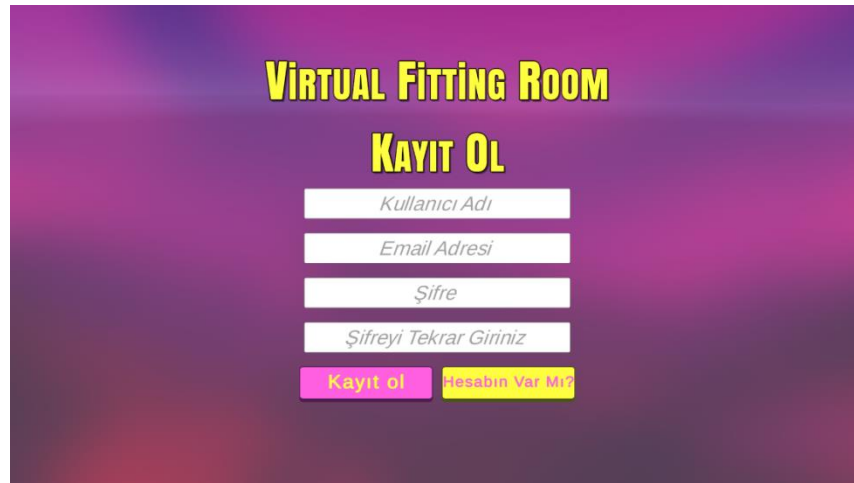 Virtual Fitting Room
Kayıt Ol
Kullanıcı Adı
Email Adresi
Şifre
Şifreyi Tekrar Giriniz
Kayıt ol Hesabın Var Mı?